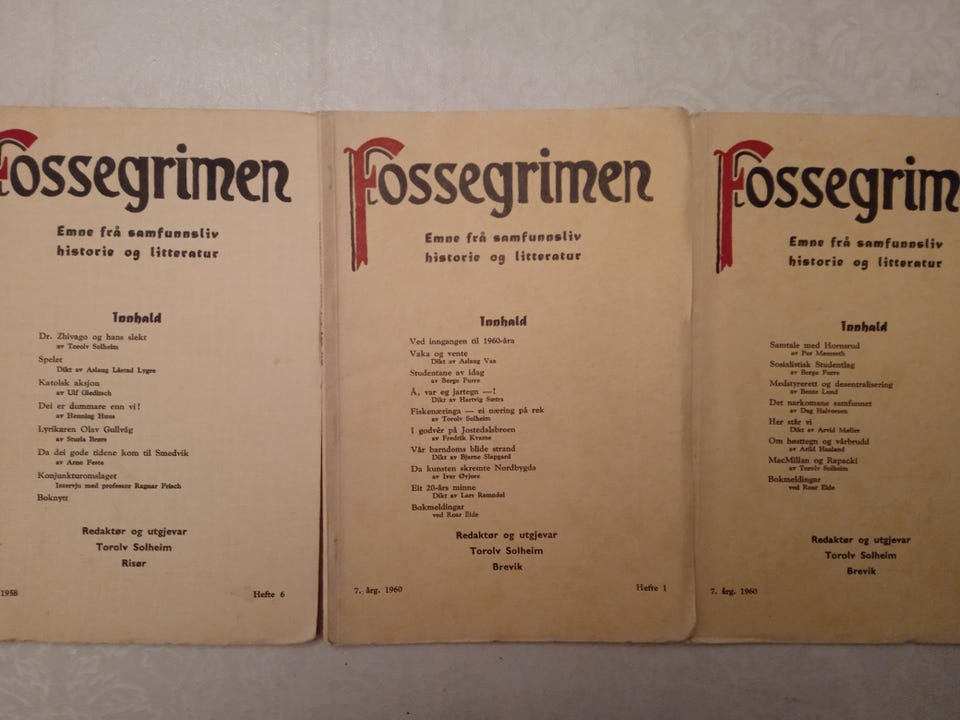 Fossegrimen
Emne frå samfunnsliv
historie og litteratur
Innhald
Dr. Zhivago og hans slekt
av Torolv Solheim
Spelet
Dikt av Aslaug Låstad Lygre
Katolsk aksjon
av Ulf Gleditsch
Dei er dummare enn vi!
av Henning Huus
Lyrikaren Olav Gullvåg
av Sturla Brørs
Da dei gode tidene kom til Smedvik
av Arne Feste
Konjunkturomslaget
Intervju med professor Ragnar Frisch
Boknytt
Redaktør og utgjevar
Torolv Solheim
Risør
1958
Hefte 6
Fossegrimen
Emne frå samfunnsliv
historie og litteratur
Innhald
Ved inngangen til 1960-åra
Vaka og vente
Dikt av Aslaug Vaa
Studentane av idag
av Berge Furre
Å, var eg jartegn —!
Dikt av Hartvig Sætra
Fiskenæringa — ei næring på rek
av Torolv Solheim
I godvêr på Jostedalsbreen
av Fredrik Kvarne
Vår barndoms blide strand
Dikt av Bjarne Slapgard
Da kunsten skremte Nordbygda
av Ivar Øyjore
Eit 20-års minne
Dikt av Lars Ramndal
Bokmeldingar
ved Roar Eide
Redaktør og utgjevar
Torolv Solheim
Brevik
7. årg. 1960
Hefte 1
Fossegrim
Emne frå samfunnsliv
historie og litteratur
Innhald
Samtale med Hornsrud
av Per
Sosialistisk Studentlag
av Berge Furre
Medstyrerett og desentralisering
av Bente Lund
Det narkomane samfunnet
av Dag Halvorsen
Her står vi
Dikt av Arvid Møller
Om høsttegn og vårbrudd
av Arild Haaland
MacMillan og Rapacki
av Torolv Solheim
Bokmeldingar
ved Roar Eide
Redaktør og utgjevar
Torolv Solheim
Brevik
7. årg. 1960